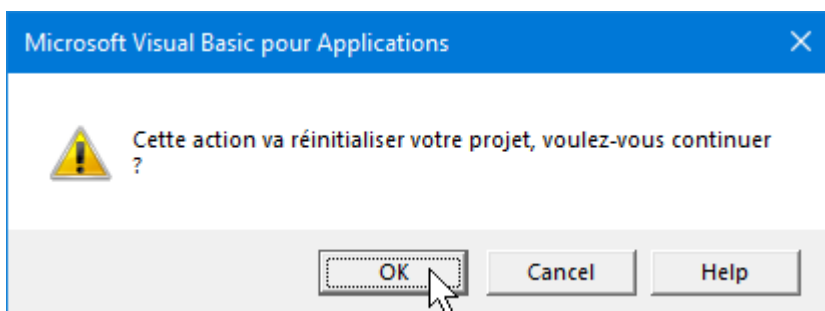 Microsoft Visual Basic pour Applications
Cette action va réinitialiser votre projet, voulez-vous continuer
?
OK
Cancel
Help